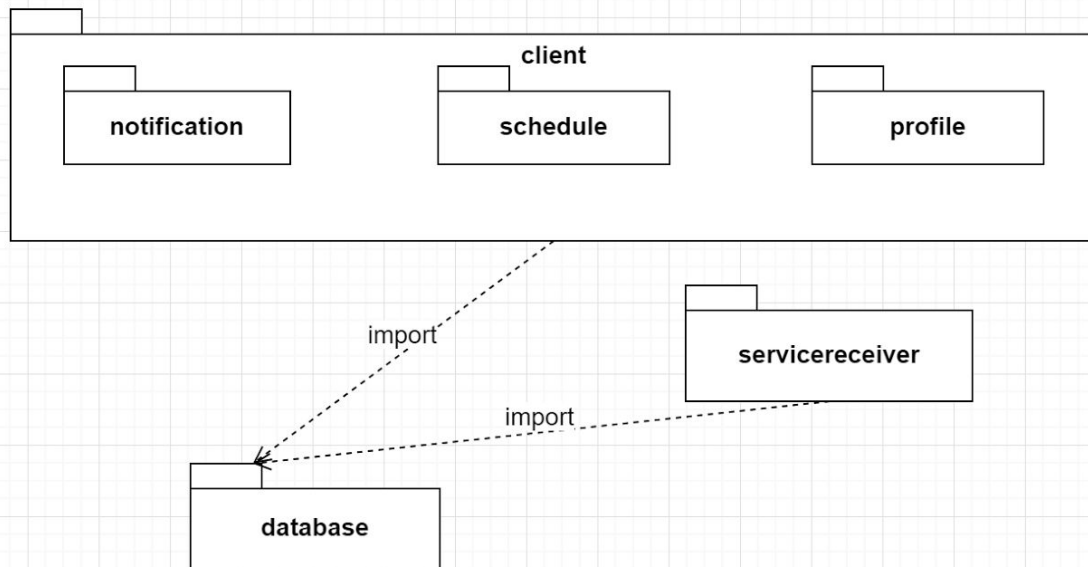 client
notification
schedule
profile
import
servicereceiver
import
database